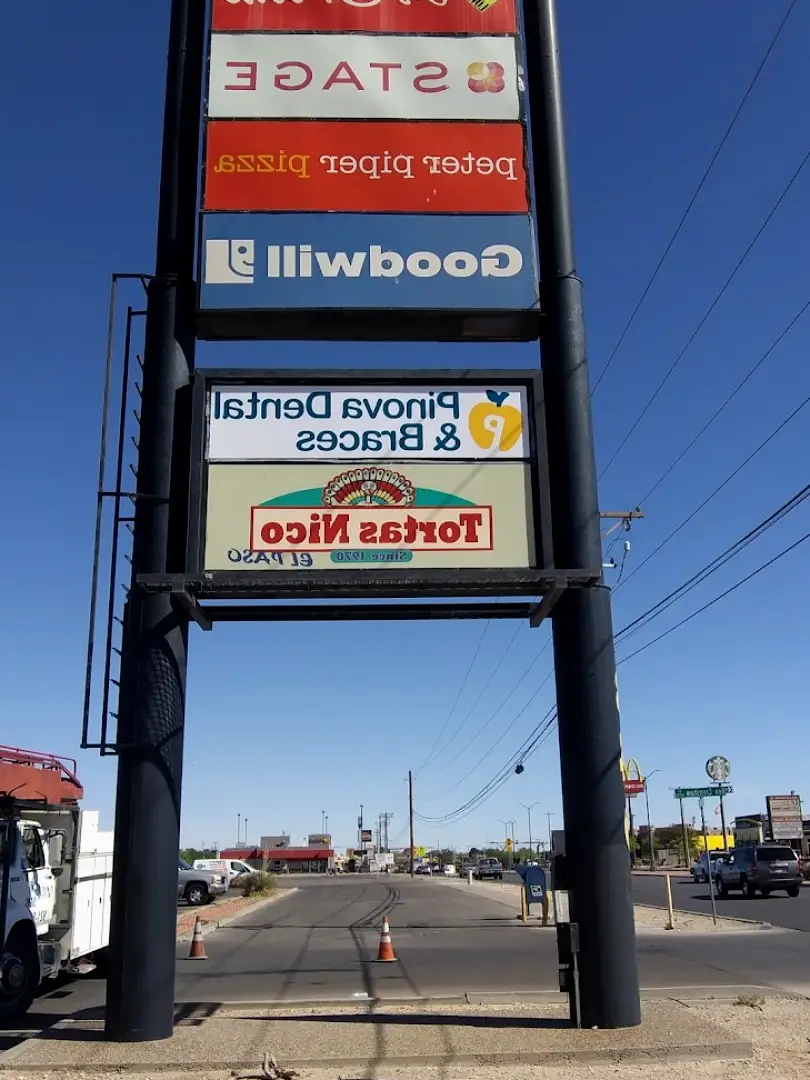 STAGE
peter piper pizza
Goodwill
Pinova Dental
& Braces
Tortas Nico
Since 1970
EL PASO